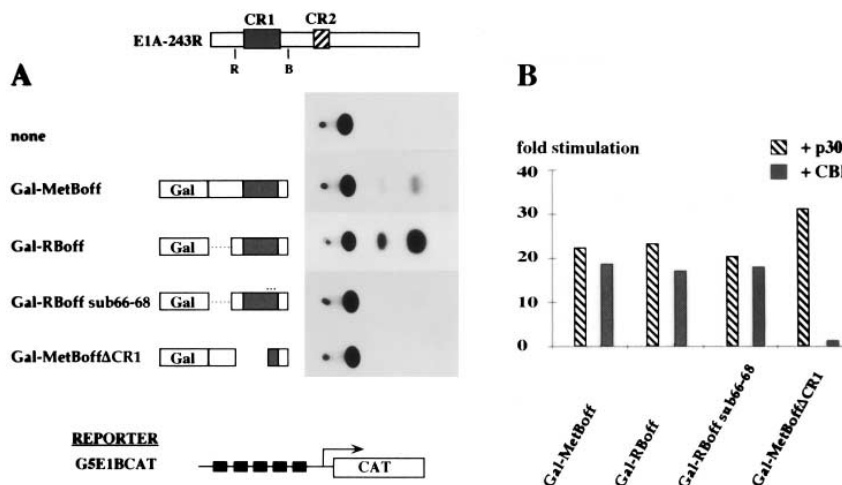 CR1 CR2
E1A-243R
R B
A
none
Gal-MetBoff Gal
Gal-RBoff Gal
Gal-RBoff sub66-68 Gal
Gal-MetBoffΔCR1 Gal
REPORTER
G5E1BCAT CAT
B
fold stimulation
+ p30
+ CB
40
30
20
10
0
Gal-MetBoff
Gal-RBoff
Gal-RBoff sub66-68
Gal-MetBoffΔCR1